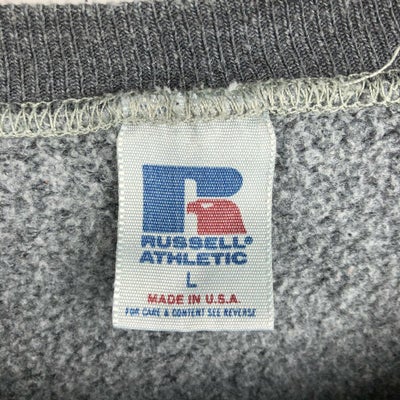 R
RUSSELL®
ATHLETIC
L
MADE IN U.S.A.
FOR CARE & CONTENT SEE REVERSE